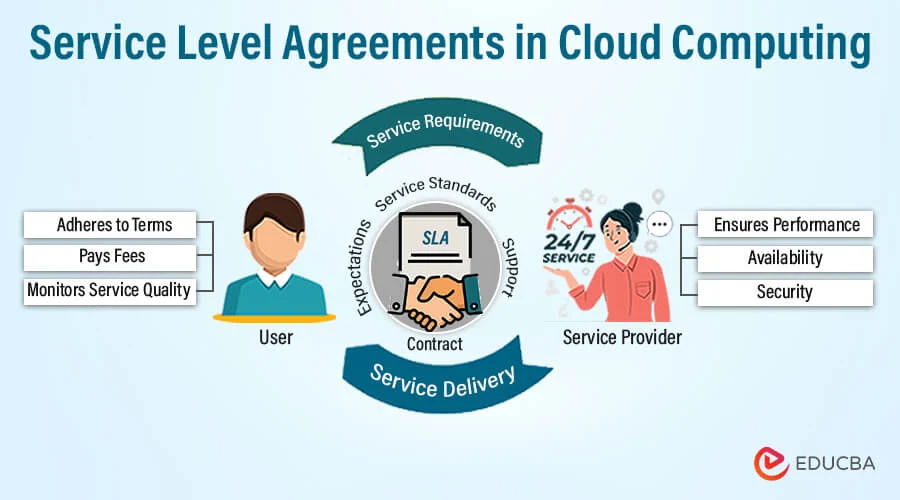 Service Level Agreements in Cloud Computing
Service Requirements
Service Standards
Expectations
Support
SLA
Contract
Service Delivery
Adheres to Terms
Pays Fees
Monitors Service Quality
User
24/7
SERVICE
Service Provider
Ensures Performance
Availability
Security
EDUCBA